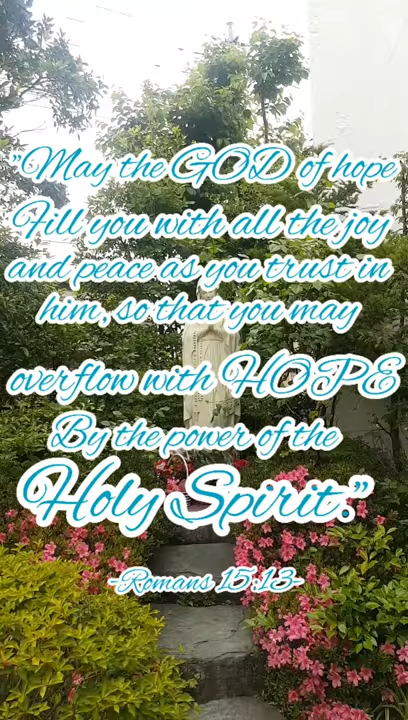 "May the GOD of hope
Fill you with all the joy
and peace as you trust in
him, so that you may
overflow with HOPE
By the power of the
Holy Spirit."
-Romans 15:13-